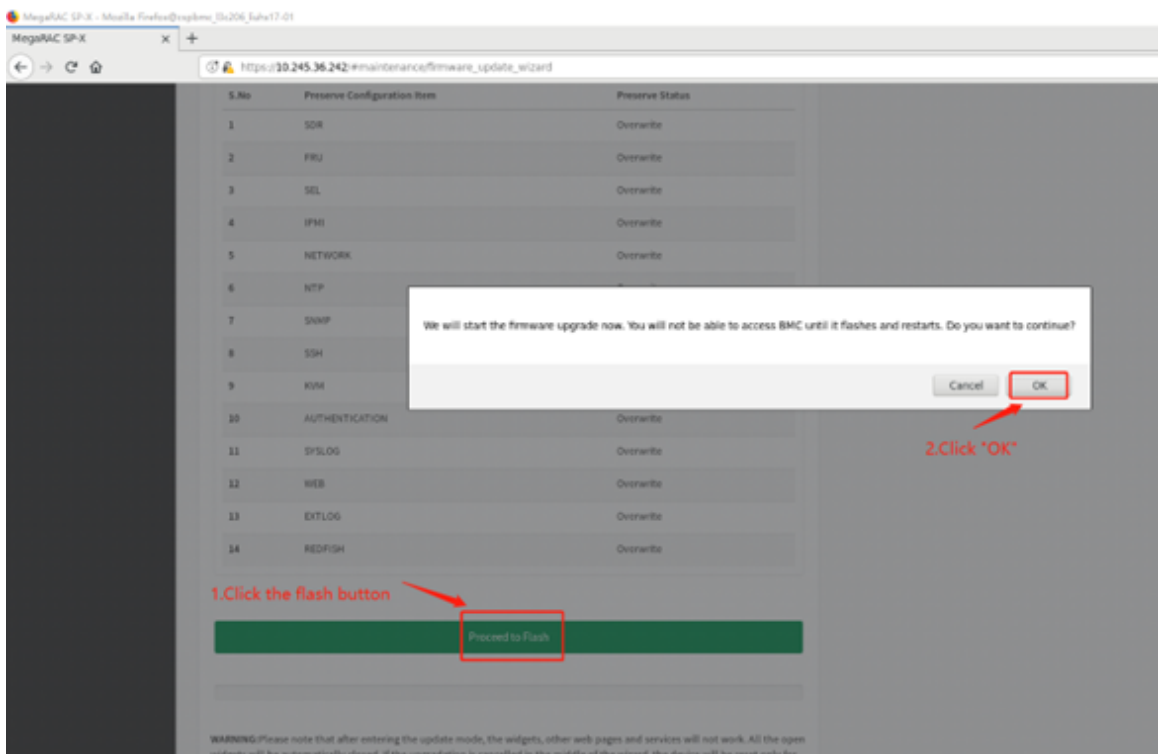 MegaRAC SP-X - Mozilla Firefox
MegaRAC SP-X × +
https://10.245.36.242/#maintenance/firmware_update_wizard
S.No Preserve Configuration Item Preserve Status
1 SDR Overwrite
2 FRU Overwrite
3 SEL Overwrite
4 IPMI Overwrite
5 NETWORK Overwrite
6 NTP
7 SNMP
We will start the firmware upgrade now. You will not be able to access BMC until it flashes and restarts. Do you want to continue?
8 SSH
9 KVM
Cancel OK
10 AUTHENTICATION Overwrite
2.Click "OK"
11 SYSLOG Overwrite
12 WEB Overwrite
13 EXTLOG Overwrite
14 REDFISH Overwrite
1.Click the flash button
Proceed to Flash
WARNING:Please note that after entering the update mode, the widgets, other web pages and services will not work. All the open